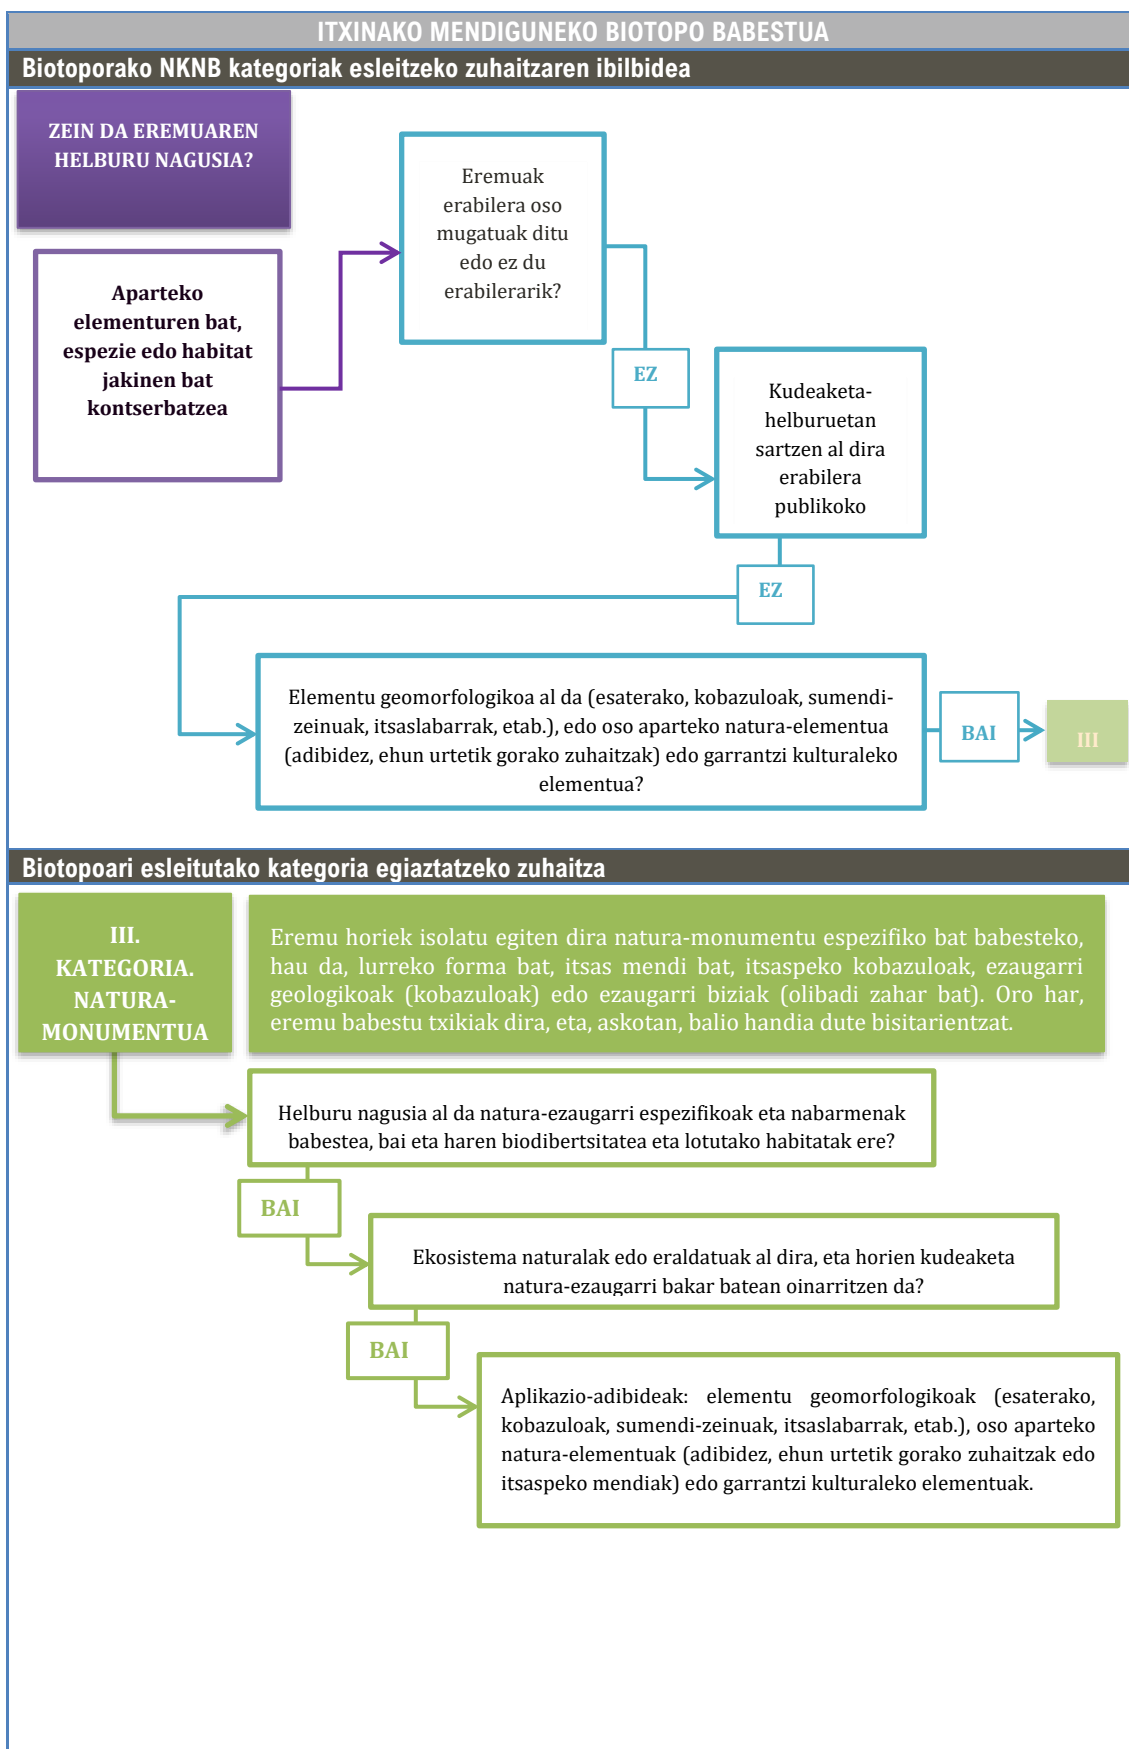 ITXINAKO MENDIGUNEKO BIOTOPO BABESTUA
Biotoporako NKNB kategoriak esleitzeko zuhaitzaren ibilbidea
ZEIN DA EREMUAREN
HELBURU NAGUSIA?
Aparteko
elementuren bat,
espezie edo habitat
jakinen bat
kontserbatzea
Eremuak
erabilera oso
mugatuak ditu
edo ez du
erabilerarik?
EZ
Kudeaketa-
helburuetan
sartzen al dira
erabilera
publikoko
EZ
Elementu geomorfologikoa al da (esaterako, kobazuloak, sumendi-
zeinuak, itsaslabarrak, etab.), edo oso aparteko natura-elementua
(adibidez, ehun urtetik gorako zuhaitzak) edo garrantzi kulturaleko
elementua?
BAI
III
Biotopoari esleitutako kategoria egiaztatzeko zuhaitza
III.
KATEGORIA.
NATURA-
MONUMENTUA
Eremu horiek isolatu egiten dira natura-monumentu espezifiko bat babesteko,
hau da, lurreko forma bat, itsas mendi bat, itsaspeko kobazuloak, ezaugarri
geologikoak (kobazuloak) edo ezaugarri biziak (olibadi zahar bat). Oro har,
eremu babestu txikiak dira, eta, askotan, balio handia dute bisitarientzat.
Helburu nagusia al da natura-ezaugarri espezifikoak eta nabarmenak
babestea, bai eta haren biodibertsitatea eta lotutako habitatak ere?
BAI
Ekosistema naturalak edo eraldatuak al dira, eta horien kudeaketa
natura-ezaugarri bakar batean oinarritzen da?
BAI
Aplikazio-adibideak: elementu geomorfologikoak (esaterako,
kobazuloak, sumendi-zeinuak, itsaslabarrak, etab.), oso aparteko
natura-elementuak (adibidez, ehun urtetik gorako zuhaitzak edo
itsaspeko mendiak) edo garrantzi kulturaleko elementuak.